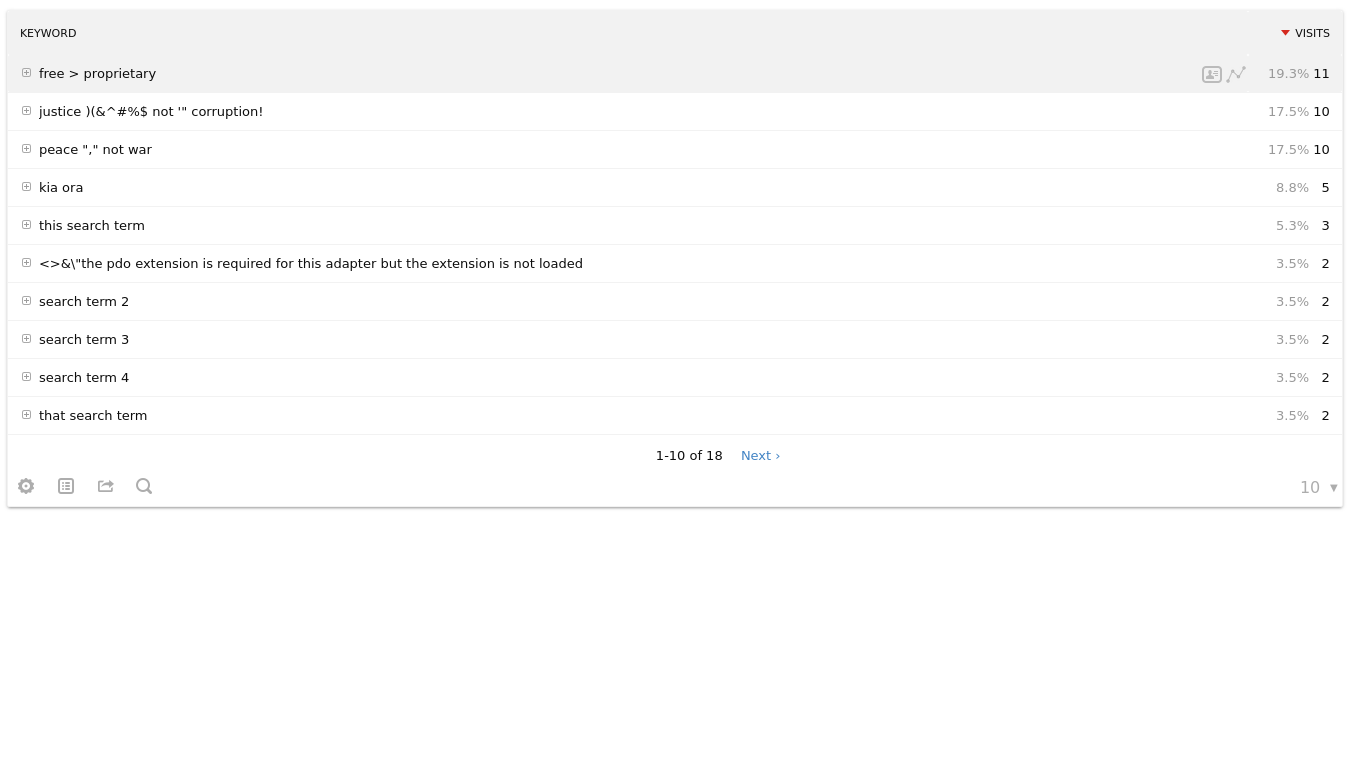 KEYWORD VISITS
free > proprietary 19.3% 11
justice )(&^#%$ not '" corruption! 17.5% 10
peace "," not war 17.5% 10
kia ora 8.8% 5
this search term 5.3% 3
<>&\"the pdo extension is required for this adapter but the extension is not loaded 3.5% 2
search term 2 3.5% 2
search term 3 3.5% 2
search term 4 3.5% 2
that search term 3.5% 2
1-10 of 18 Next ›
10 ▼